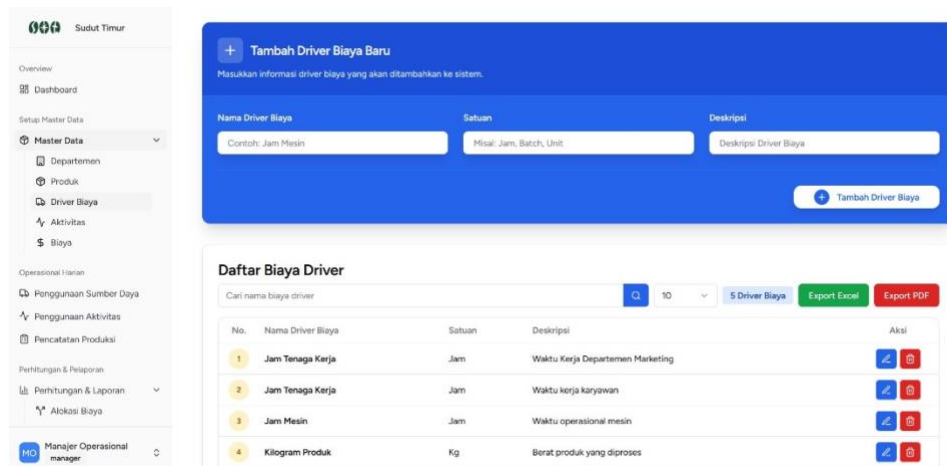 Sudut Timur
Overview
Dashboard
Setup Master Data
Master Data
Departemen
Produk
Driver Biaya
Aktivitas
$ Biaya
Operasional Harian
Penggunaan Sumber Daya
Penggunaan Aktivitas
Pencatatan Produksi
Perhitungan & Pelaporan
Perhitungan & Laporan
Alokasi Biaya
MO Manajer Operasional
manager
Tambah Driver Biaya Baru
Masukkan informasi driver biaya yang akan ditambahkan ke sistem.
Nama Driver Biaya Satuan Deskripsi
Contoh: Jam Mesin Misal: Jam, Batch, Unit Deskripsi Driver Biaya
Tambah Driver Biaya
Daftar Biaya Driver
Cari nama biaya driver 10 5 Driver Biaya Export Excel Export PDF
No. Nama Driver Biaya Satuan Deskripsi Aksi
1 Jam Tenaga Kerja Jam Waktu Kerja Departemen Marketing
2 Jam Tenaga Kerja Jam Waktu kerja karyawan
3 Jam Mesin Jam Waktu operasional mesin
4 Kilogram Produk Kg Berat produk yang diproses